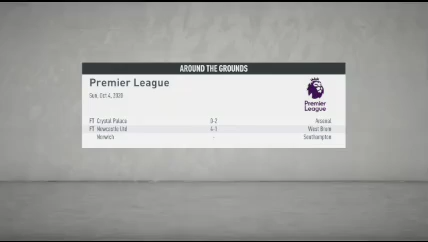 AROUND THE GROUNDS
Premier League
Sun, Oct 4, 2020
Premier
League
FT Crystal Palace 0-2 Arsenal
FT Newcastle Utd 4-1 West Brom
Norwich - Southampton